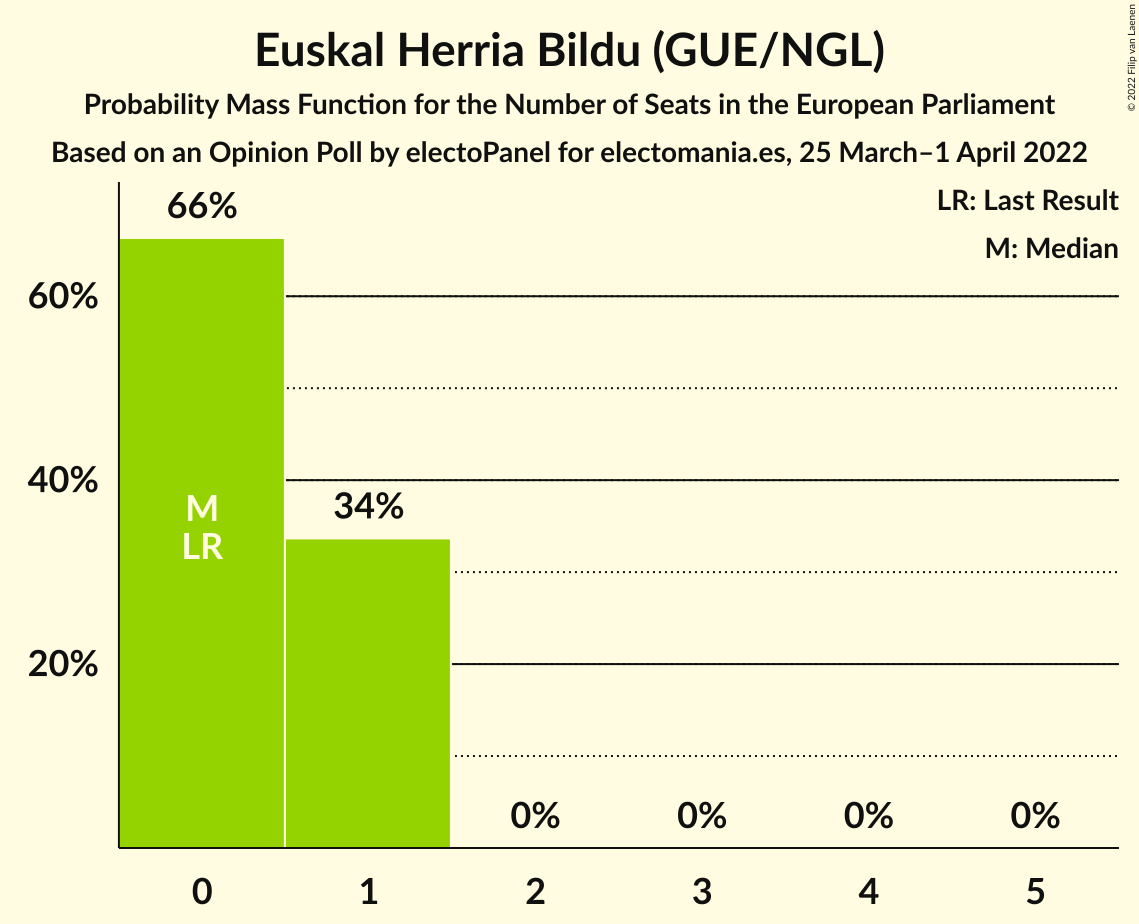 Euskal Herria Bildu (GUE/NGL)
Probability Mass Function for the Number of Seats in the European Parliament
Based on an Opinion Poll by electoPanel for electomania.es, 25 March–1 April 2022
© 2022 Filip van Laenen
LR: Last Result
M: Median
66%
60%
40%
34%
M
LR
20%
0% 0% 0% 0%
0 1 2 3 4 5